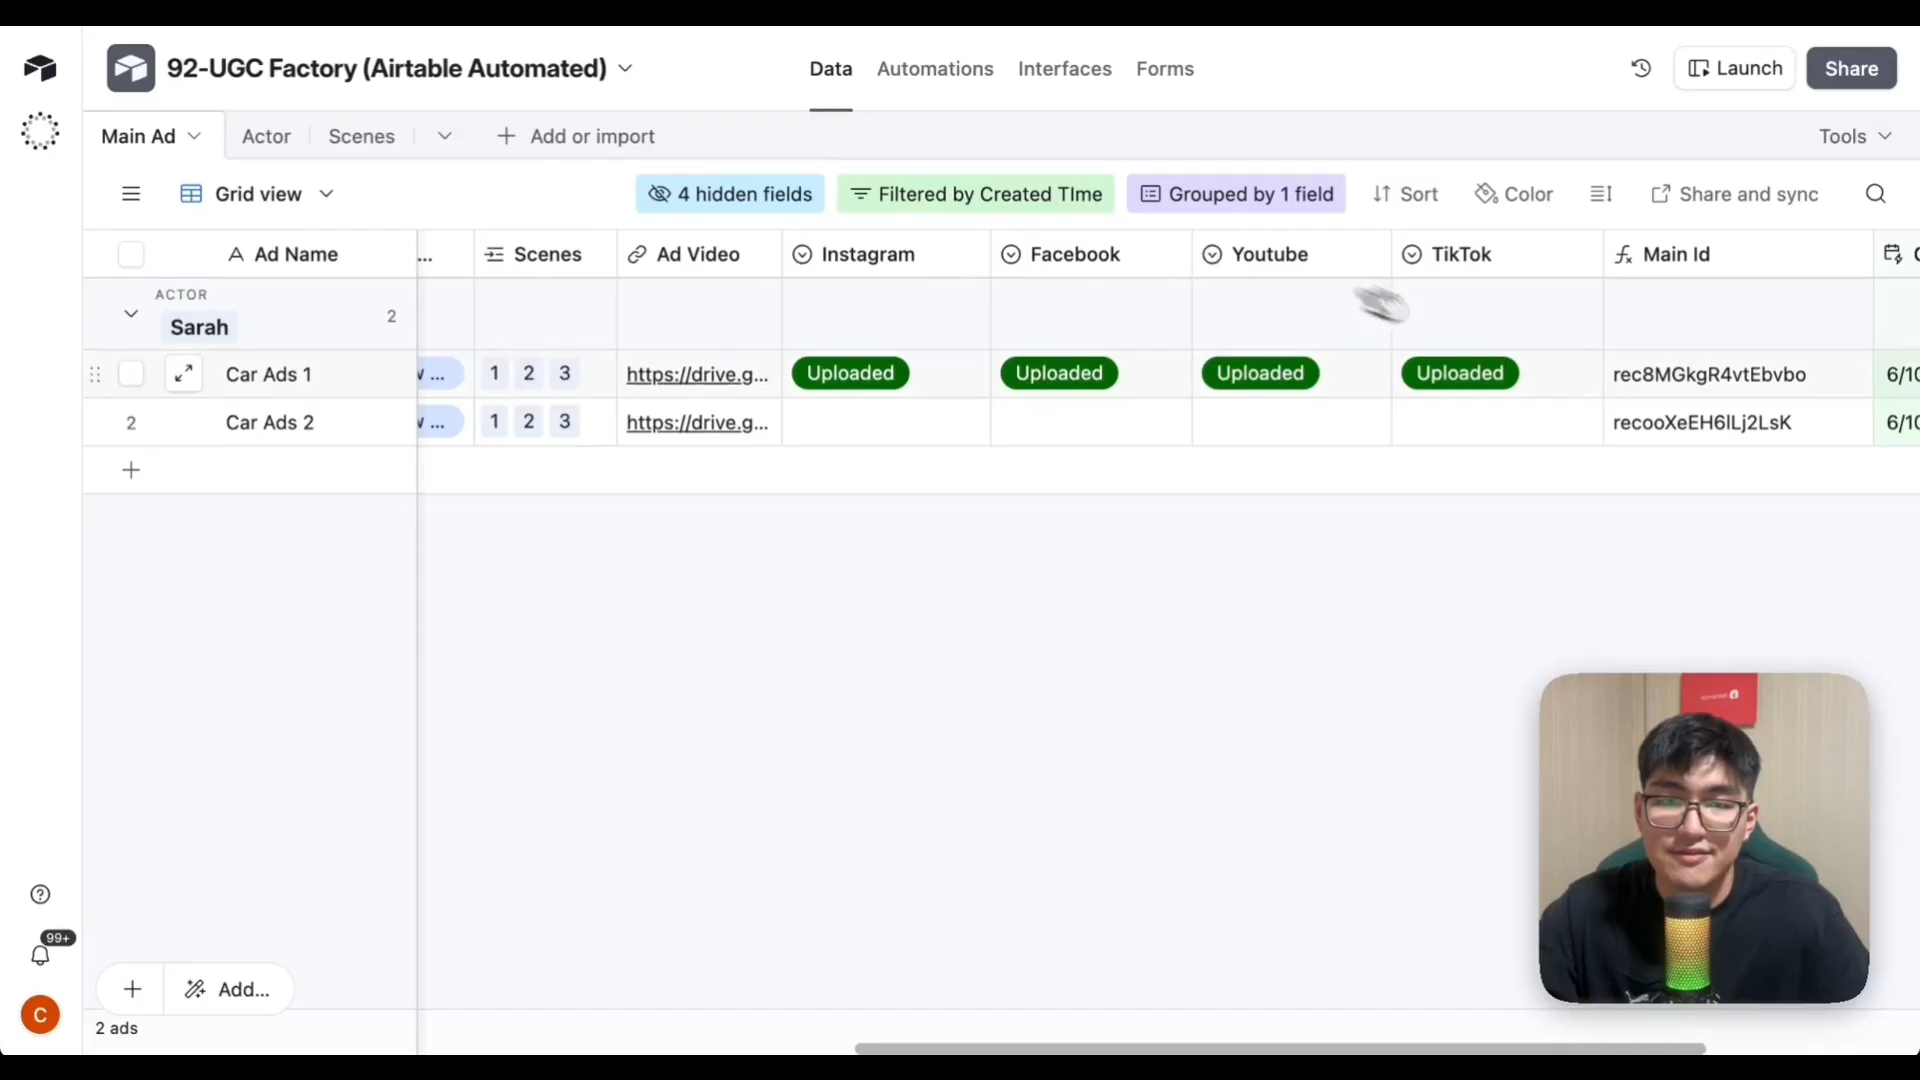 92-UGC Factory (Airtable Automated)
Data
Automations
Interfaces
Forms
Launch
Share
Main Ad
Actor
Scenes
Add or import
Tools
Grid view
4 hidden fields
Filtered by Created TIme
Grouped by 1 field
Sort
Color
Share and sync
Ad Name
...
Scenes
Ad Video
Instagram
Facebook
Youtube
TikTok
Main Id
ACTOR
Sarah
2
Car Ads 1
...
1 2 3
https://drive.g...
Uploaded
Uploaded
Uploaded
Uploaded
rec8MGkgR4vtEbvbo
6/10
2
Car Ads 2
...
1 2 3
https://drive.g...
6/10
99+
C
Add...
2 ads